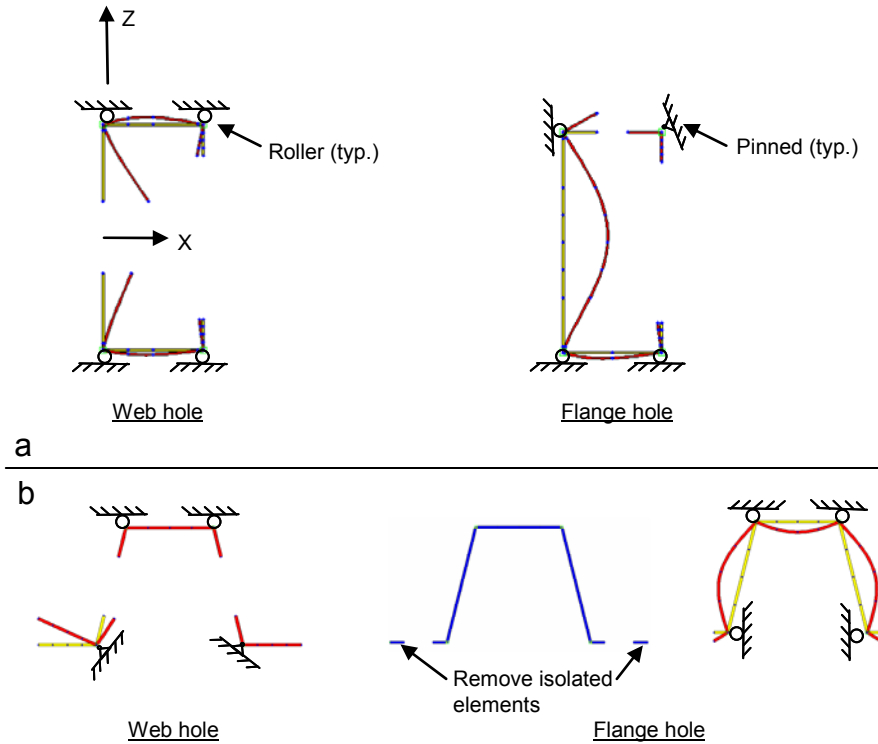 Z
Roller (typ.)
Pinned (typ.)
X
Web hole
Flange hole
a
b
Remove isolated
elements
Web hole
Flange hole